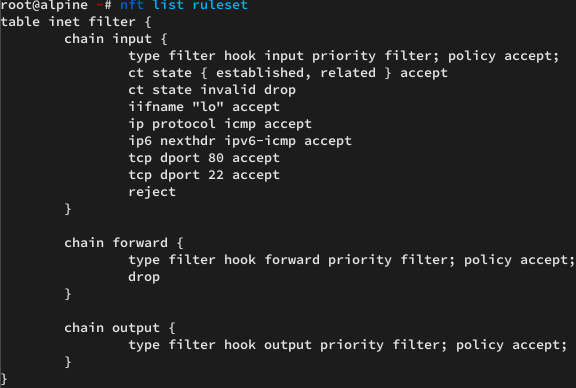 root@alpine ~# nft list ruleset
table inet filter {
        chain input {
                type filter hook input priority filter; policy accept;
                ct state { established, related } accept
                ct state invalid drop
                iifname "lo" accept
                ip protocol icmp accept
                ip6 nexthdr ipv6-icmp accept
                tcp dport 80 accept
                tcp dport 22 accept
                reject
        }

        chain forward {
                type filter hook forward priority filter; policy accept;
                drop
        }

        chain output {
                type filter hook output priority filter; policy accept;
        }
}